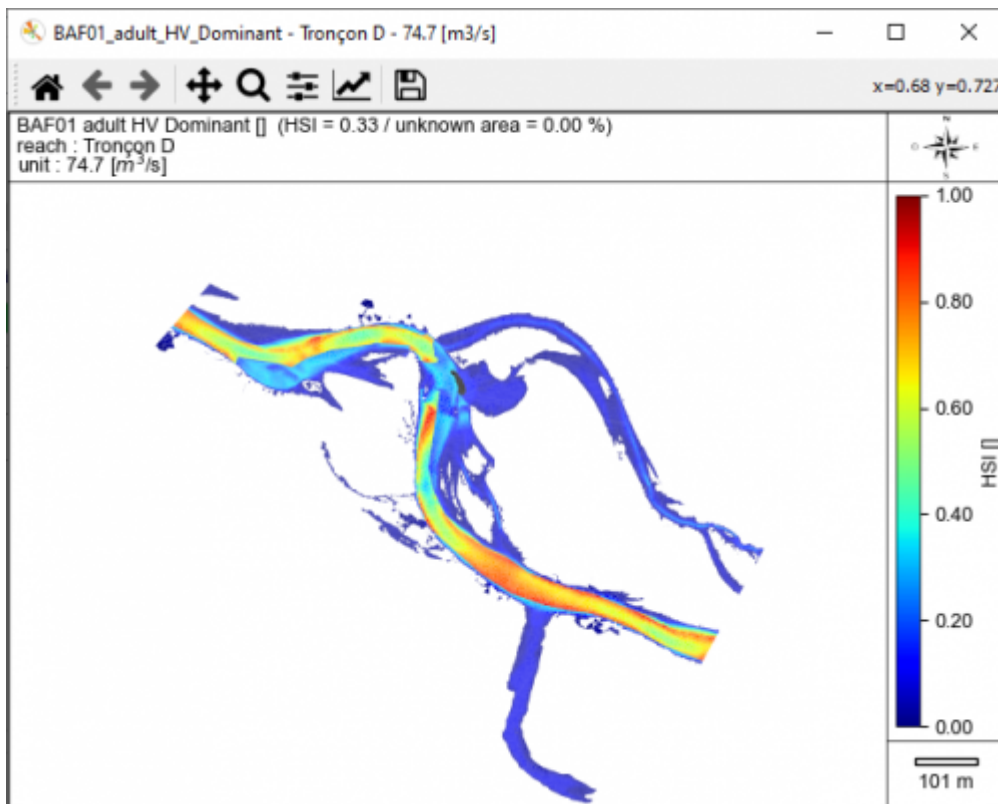 BAF01_adult_HV_Dominant - Tronçon D - 74.7 [m3/s]
x=0.68 y=0.727
BAF01 adult HV Dominant [] (HSI = 0.33 / unknown area = 0.00 %)
reach : Tronçon D
unit : 74.7 [m³/s]
N
O E
S
1.00
0.80
0.60
0.40
0.20
0.00
HSI []
101 m